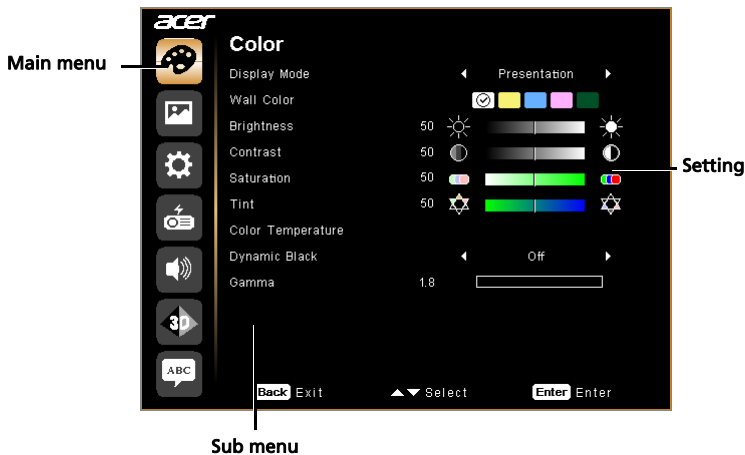 acer
Color
Main menu
Display Mode Presentation
Wall Color
Brightness 50
Contrast 50
Setting
Saturation 50
Tint 50
Color Temperature
Dynamic Black Off
Gamma 1.8
3D
ABC
Back Exit Select Enter Enter
Sub menu